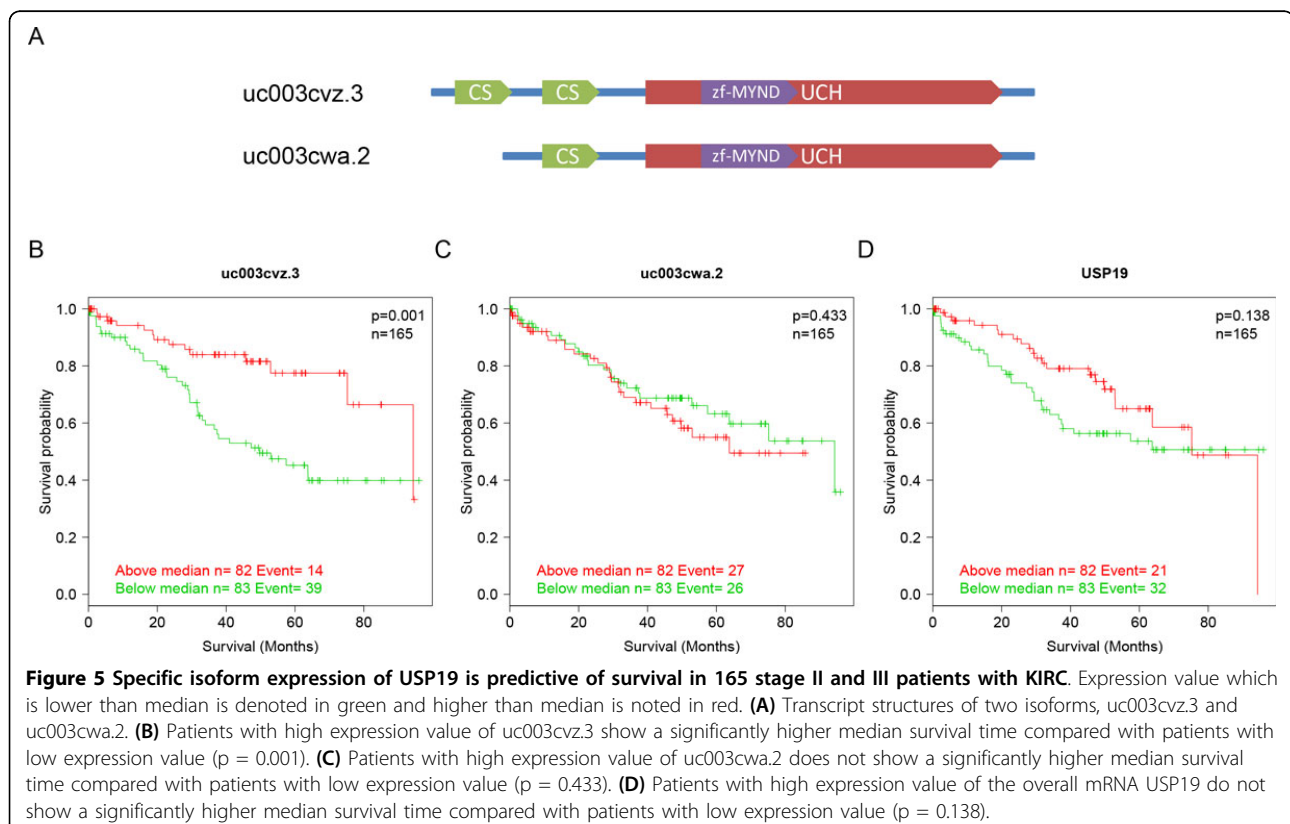 A
uc003cvz.3
CS CS zf-MYND UCH
uc003cwa.2
CS zf-MYND UCH
B
uc003cvz.3
p=0.001
n=165
Survival probability
1.0
0.8
0.6
0.4
0.2
0.0
Above median n= 82 Event= 14
Below median n= 83 Event= 39
0 20 40 60 80
Survival (Months)
C
uc003cwa.2
p=0.433
n=165
Survival probability
1.0
0.8
0.6
0.4
0.2
0.0
Above median n= 82 Event= 27
Below median n= 83 Event= 26
0 20 40 60 80
Survival (Months)
D
USP19
p=0.138
n=165
Survival probability
1.0
0.8
0.6
0.4
0.2
0.0
Above median n= 82 Event= 21
Below median n= 83 Event= 32
0 20 40 60 80
Survival (Months)
Figure 5 Specific isoform expression of USP19 is predictive of survival in 165 stage II and III patients with KIRC. Expression value which
is lower than median is denoted in green and higher than median is noted in red. (A) Transcript structures of two isoforms, uc003cvz.3 and
uc003cwa.2. (B) Patients with high expression value of uc003cvz.3 show a significantly higher median survival time compared with patients with
low expression value (p = 0.001). (C) Patients with high expression value of uc003cwa.2 does not show a significantly higher median survival
time compared with patients with low expression value (p = 0.433). (D) Patients with high expression value of the overall mRNA USP19 do not
show a significantly higher median survival time compared with patients with low expression value (p = 0.138).